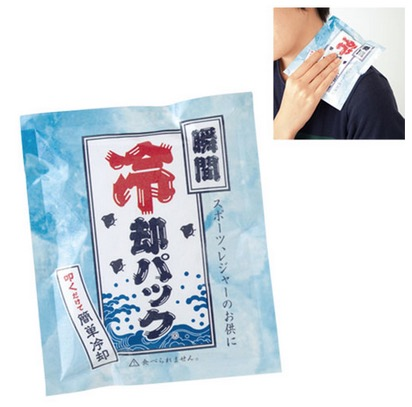 瞬間
冷却パック
スポーツ、レジャーのお供に
叩くだけで簡単冷却
⚠食べられません。
冷